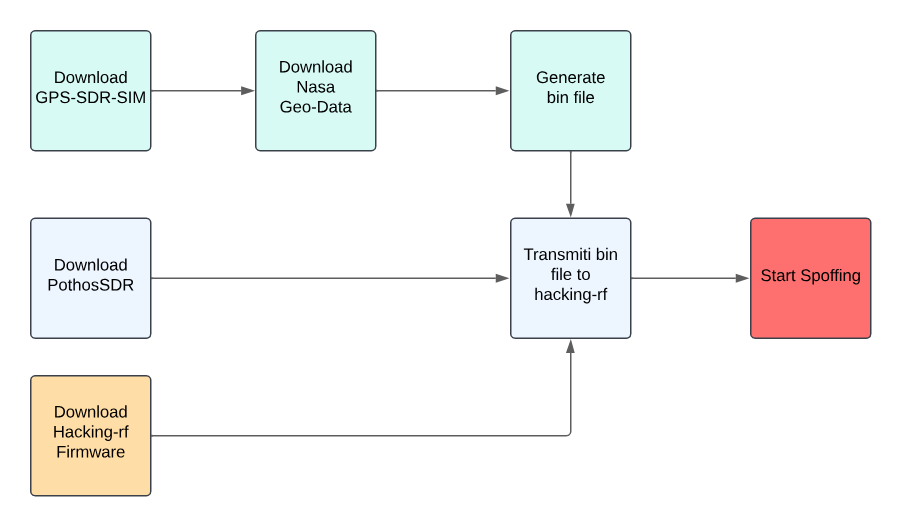 Download
GPS-SDR-SIM
Download
Nasa
Geo-Data
Generate
bin file
Download
PothosSDR
Transmiti bin
file to
hacking-rf
Start Spoffing
Download
Hacking-rf
Firmware